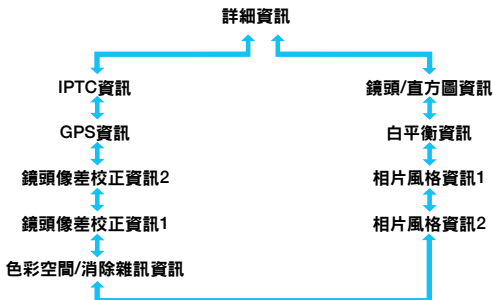 詳細資訊
IPTC資訊
鏡頭/直方圖資訊
GPS資訊
白平衡資訊
鏡頭像差校正資訊2
相片風格資訊1
鏡頭像差校正資訊1
相片風格資訊2
色彩空間/消除雜訊資訊